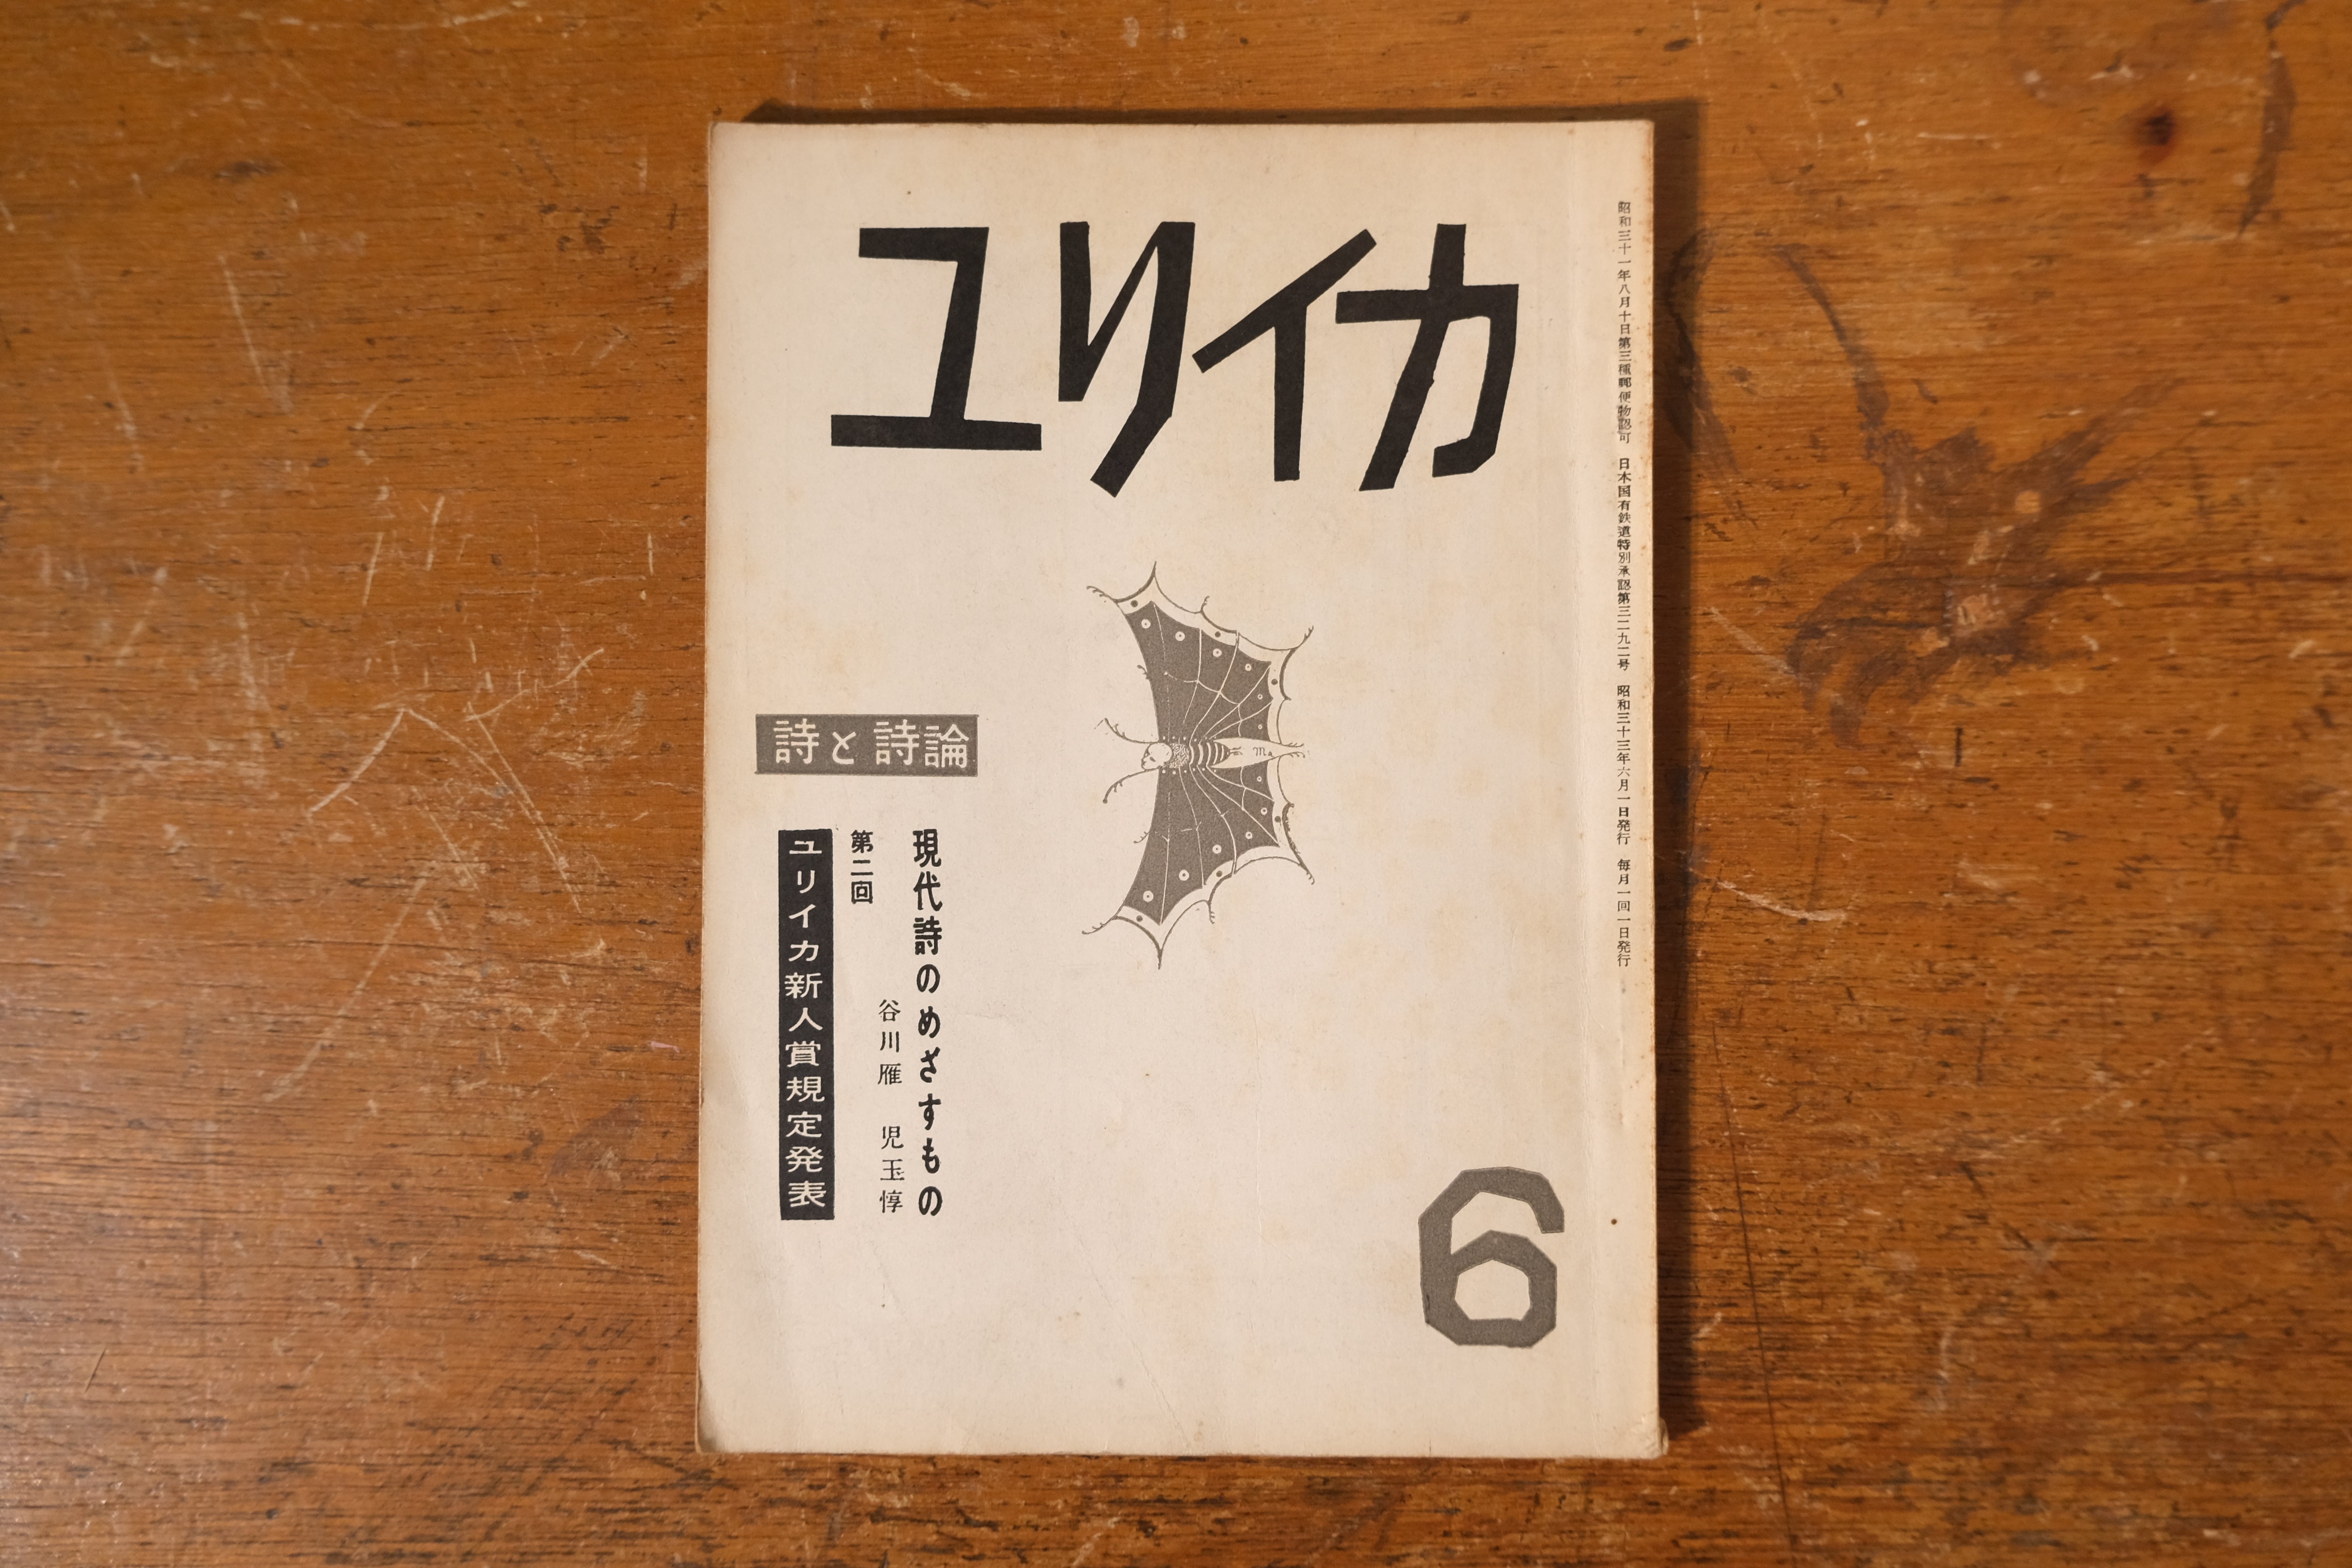 ユリイカ
詩と詩論
現代詩のめざすもの
谷川雁 児玉惇
第二回
ユリイカ新人賞規定発表
6
昭和三十一年八月十日第三種郵便物認可 日本国有鉄道特別承認第三二九二号 昭和三十三年六月一日発行 毎月一回一日発行
m